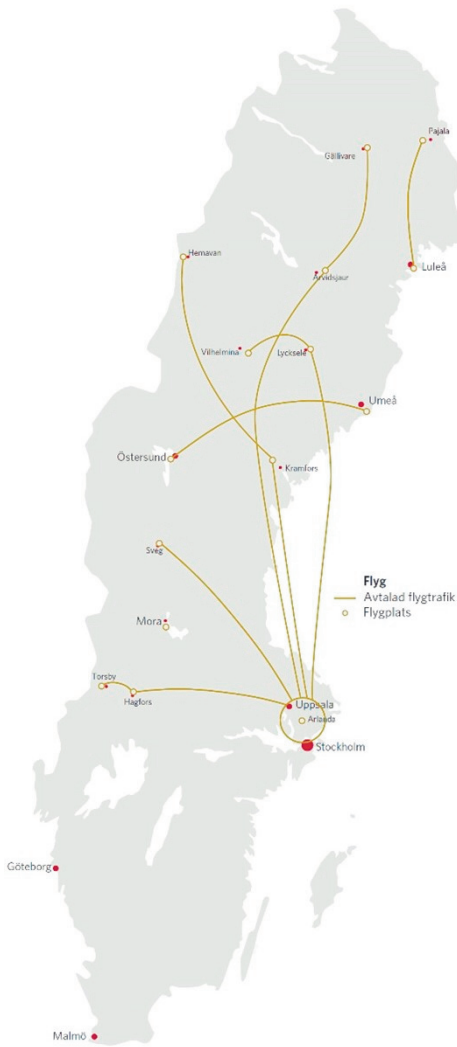 Pajala
Gällivare
Hemavan
Luleå
Arvidsjaur
Vilhelmina
Lycksele
Umeå
Östersund
Kramfors
Sveg
Flyg
Avtalad flygtrafik
Flygplats
Mora
Torsby
Hagfors
Uppsala
Arlanda
Stockholm
Göteborg
Malmö